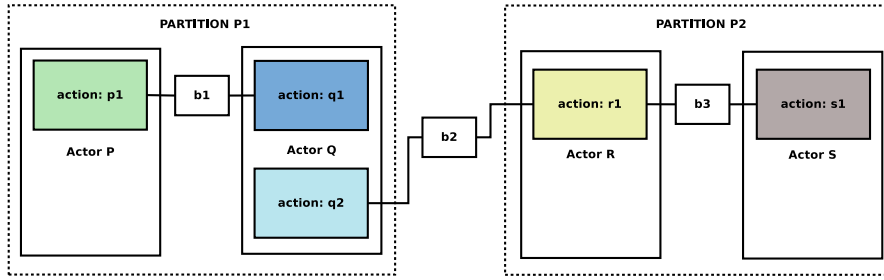 PARTITION P1
PARTITION P2
action: p1
b1
action: q1
Actor P
Actor Q
action: q2
b2
action: r1
b3
action: s1
Actor R
Actor S